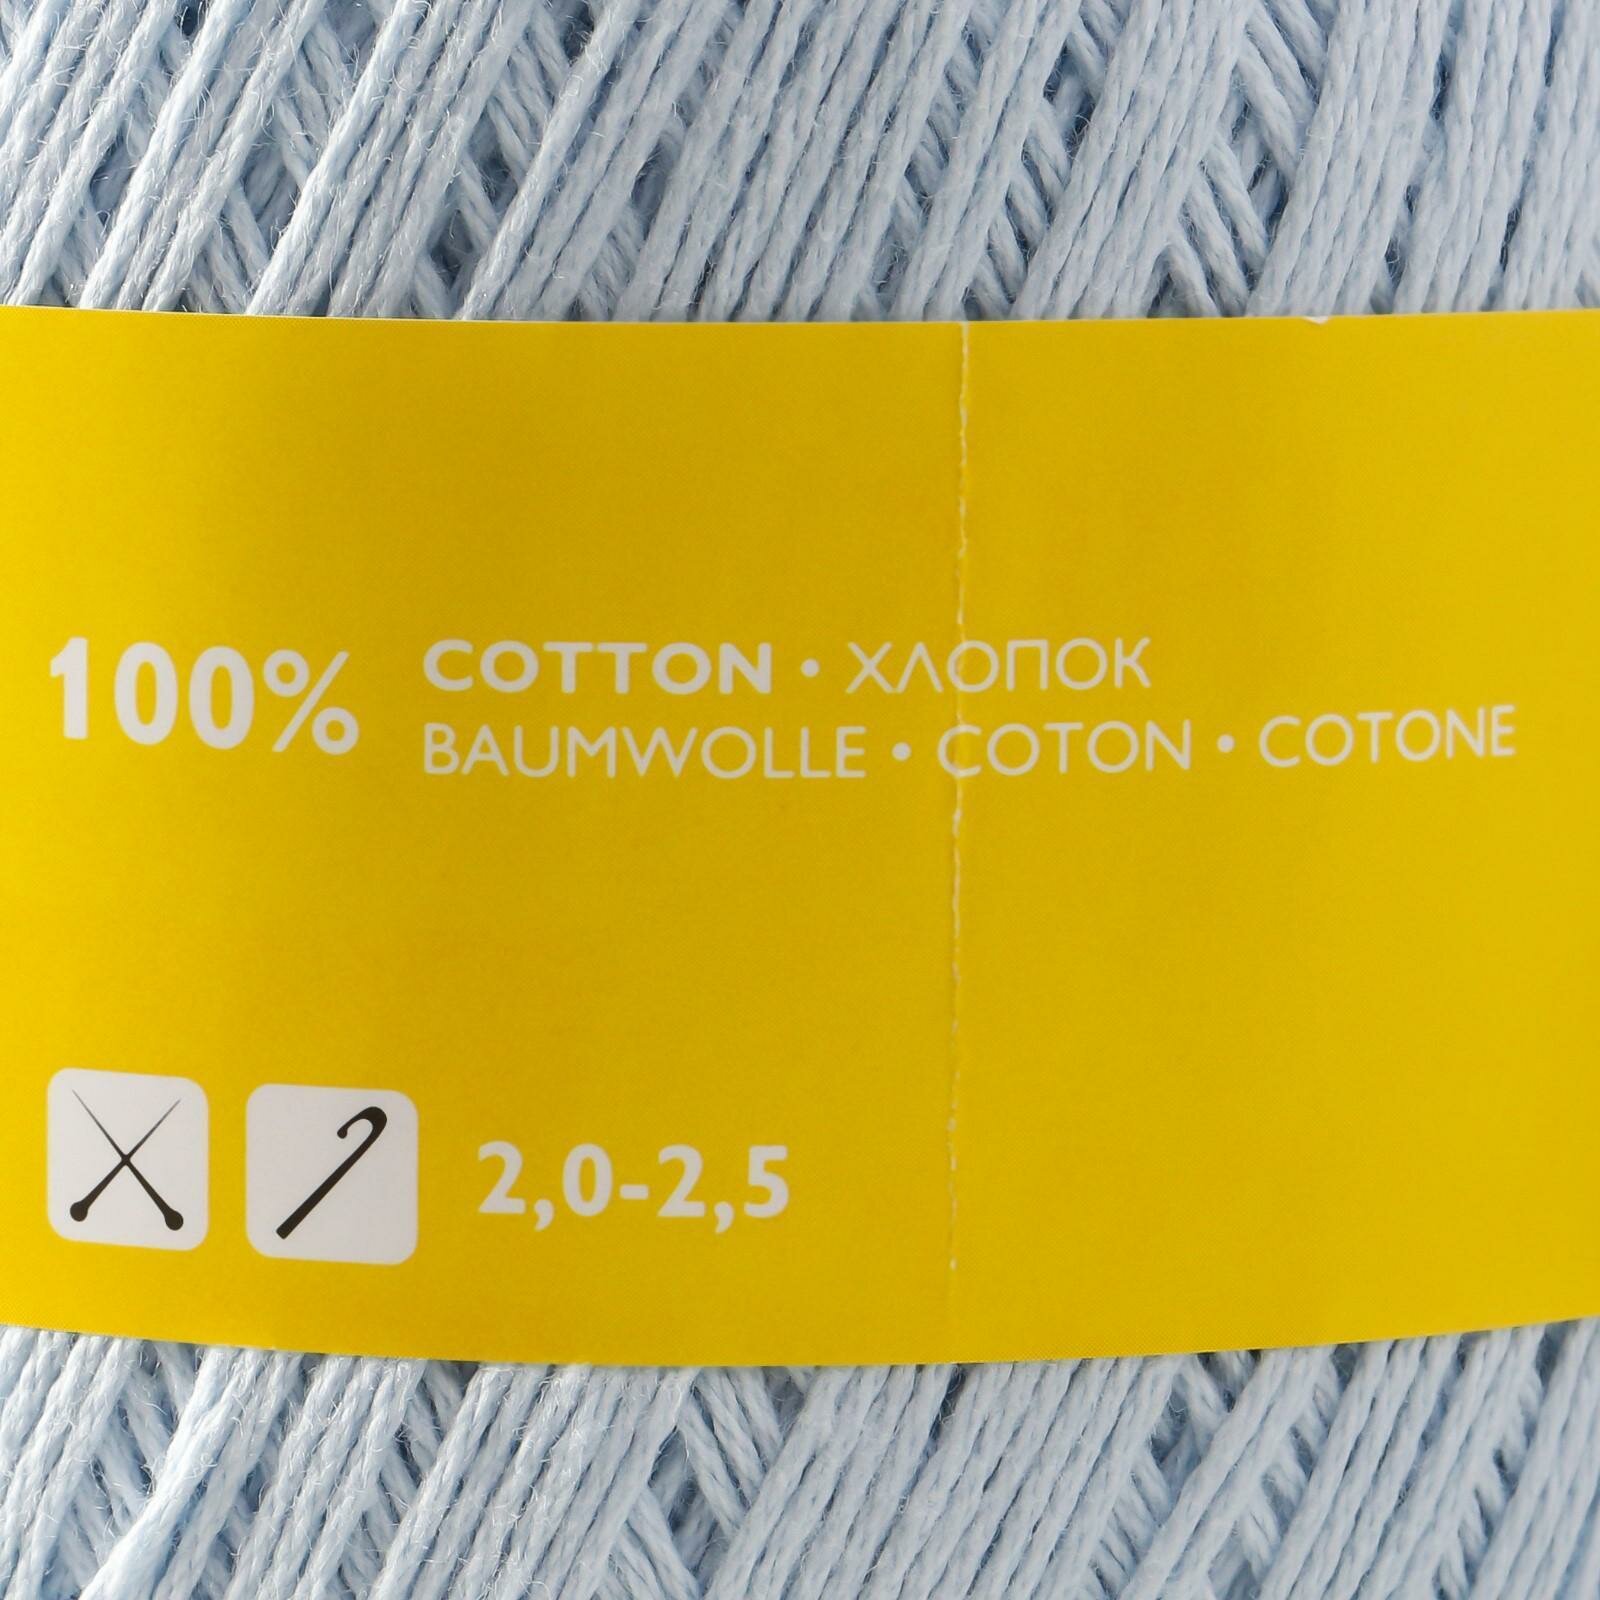 100% COTTON • ХЛОПОК
BAUMWOLLE • COTON • COTONE
2,0-2,5